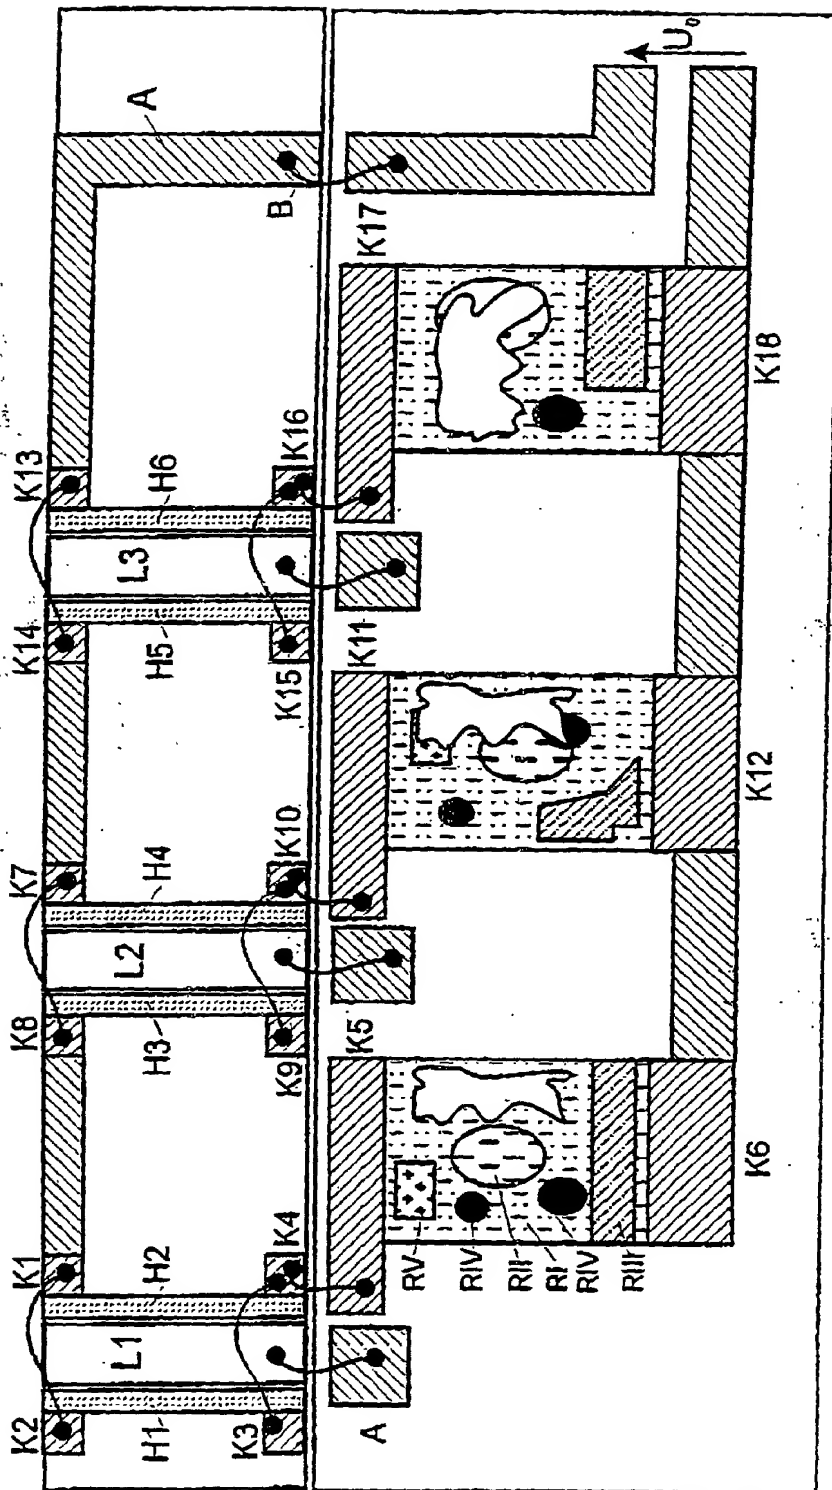 K2 K1 K8 K7 K14 K13
A
L1 L2 L3
H1 H2 H3 H4 H5 H6
K3 K4 K9 K10 K15 K16 B
A K5 K11 K17
RV
RIV
RII
RI
RIV
RIII
U₀
K6 K12 K18